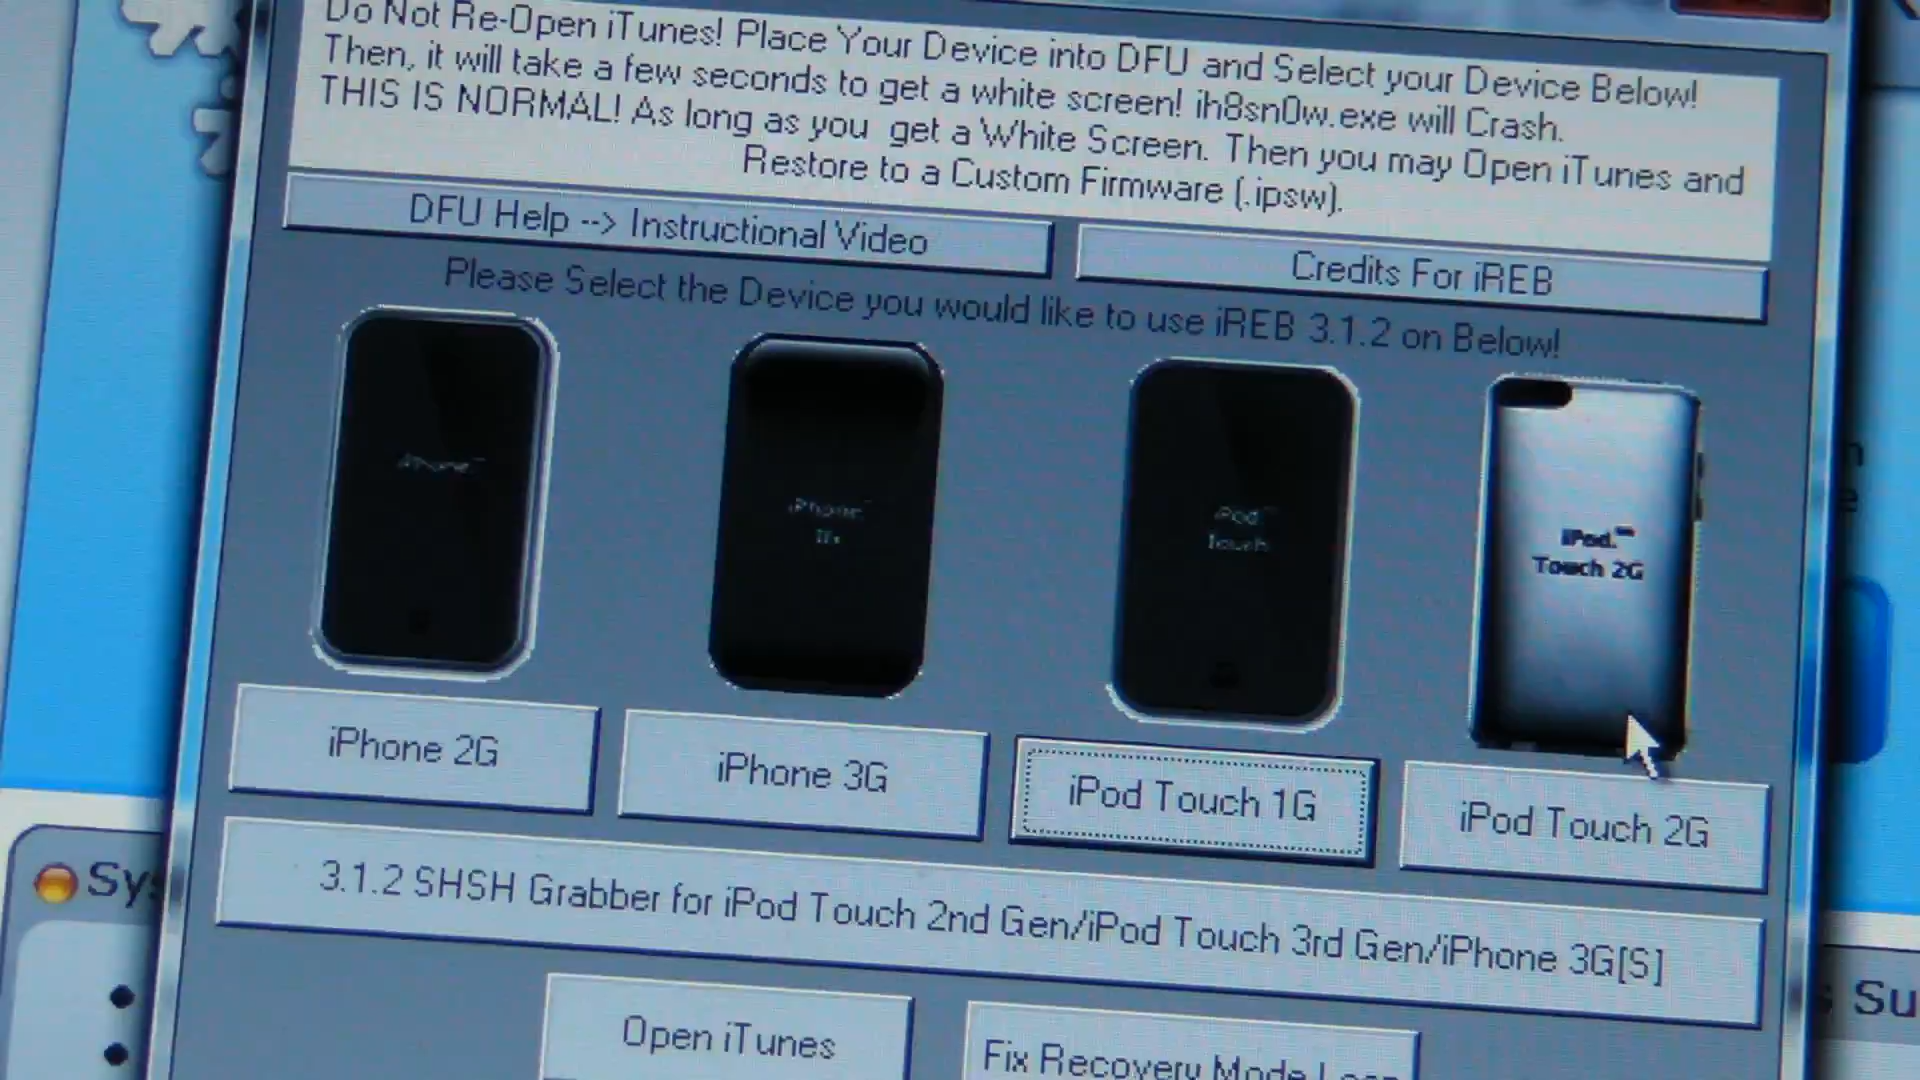 Do Not Re-Open iTunes! Place Your Device into DFU and Select your Device Below!
Then, it will take a few seconds to get a white screen! ih8sn0w.exe will Crash.
THIS IS NORMAL! As long as you get a White Screen. Then you may Open iTunes and
Restore to a Custom Firmware (.ipsw).
DFU Help --> Instructional Video
Credits For iREB
Please Select the Device you would like to use iREB 3.1.2 on Below!
iPhone
iPhone
iPod
touch
iPod
Touch 2G
iPhone 2G
iPhone 3G
iPod Touch 1G
iPod Touch 2G
3.1.2 SHSH Grabber for iPod Touch 2nd Gen/iPod Touch 3rd Gen/iPhone 3G[S]
Open iTunes
Fix Recovery Mode